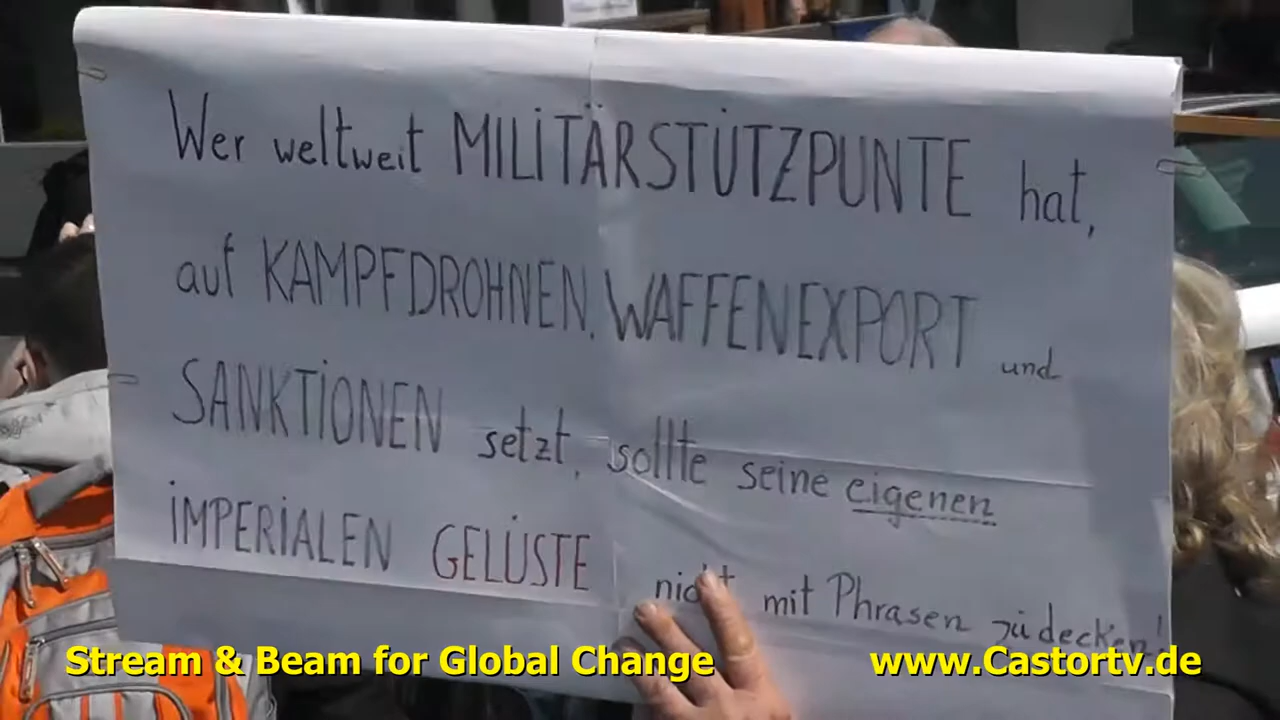 Wer weltweit MILITÄRSTÜTZPUNTE hat,
auf KAMPFDROHNEN, WAFFENEXPORT und
SANKTIONEN setzt, sollte seine eigenen
IMPERIALEN GELÜSTE nicht mit Phrasen zudecken!
Stream & Beam for Global Change www.Castortv.de